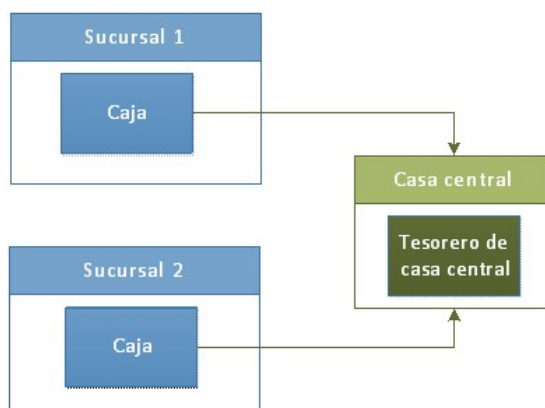 Sucursal 1
Caja
Casa central
Tesorero de
casa central
Sucursal 2
Caja